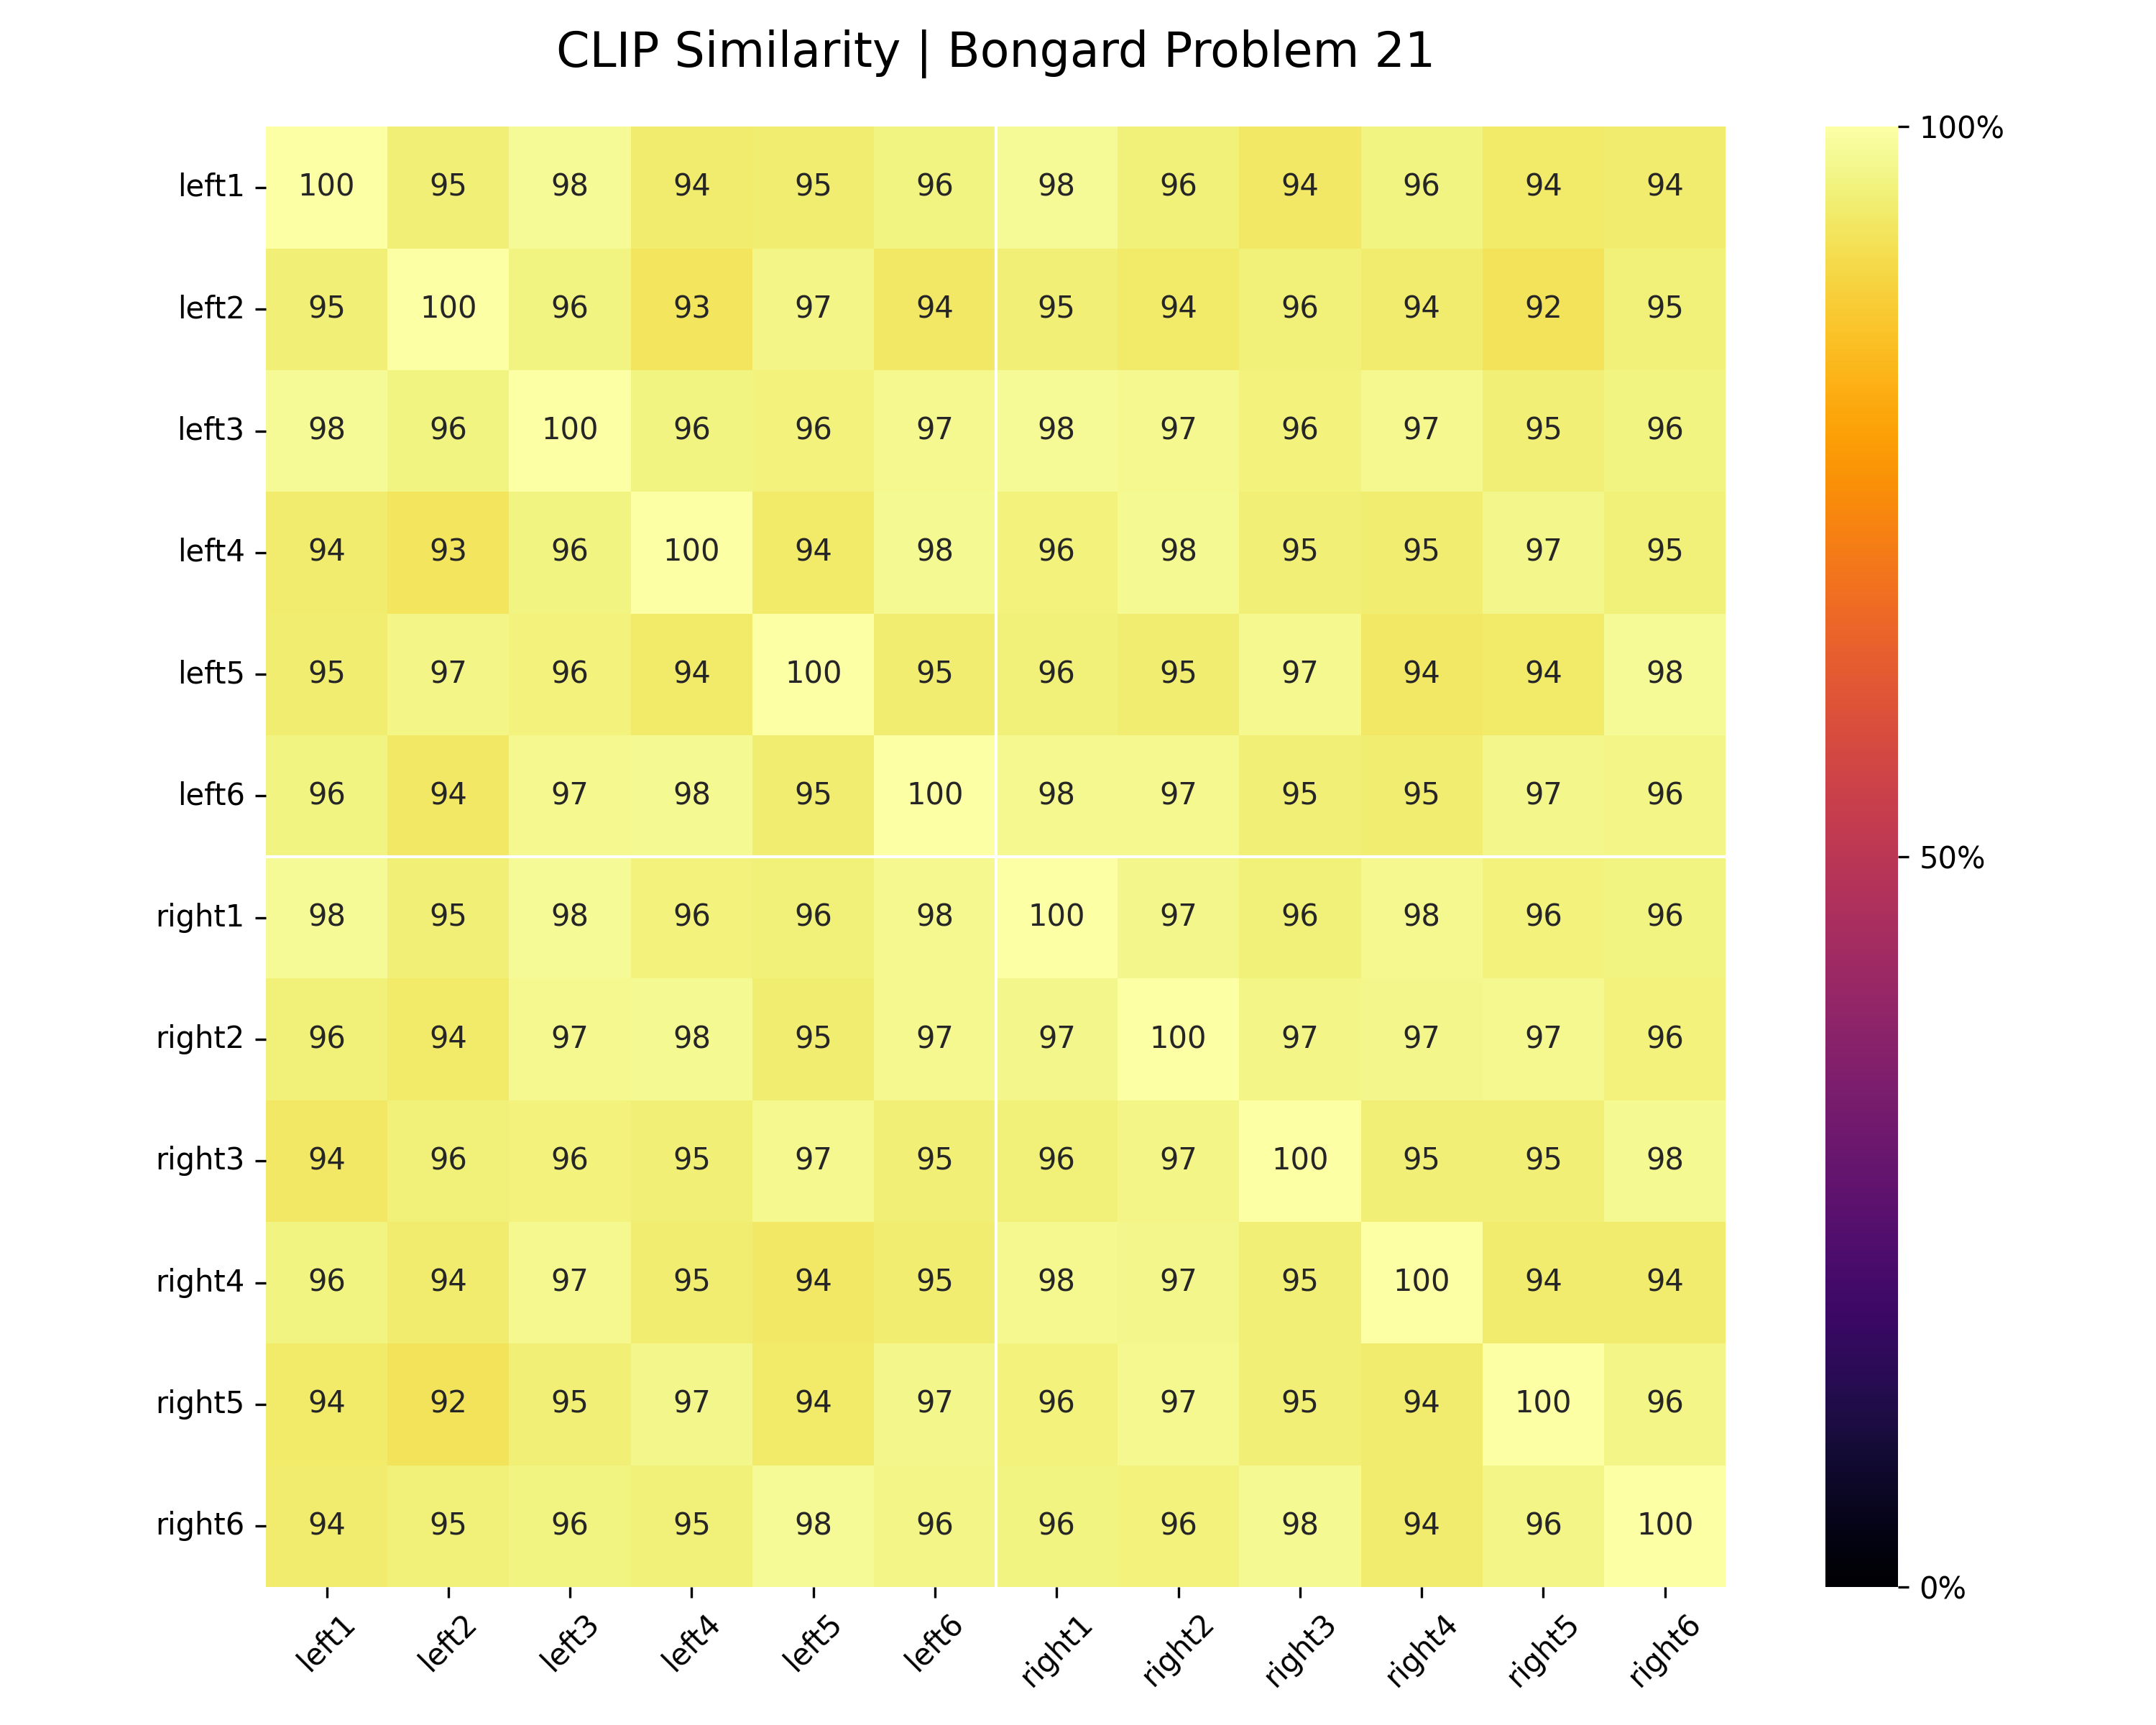 CLIP Similarity | Bongard Problem 21
left1 100 95 98 94 95 96 98 96 94 96 94 94
left2 95 100 96 93 97 94 95 94 96 94 92 95
left3 98 96 100 96 96 97 98 97 96 97 95 96
left4 94 93 96 100 94 98 96 98 95 95 97 95
left5 95 97 96 94 100 95 96 95 97 94 94 98
left6 96 94 97 98 95 100 98 97 95 95 97 96
right1 98 95 98 96 96 98 100 97 96 98 96 96
right2 96 94 97 98 95 97 97 100 97 97 97 96
right3 94 96 96 95 97 95 96 97 100 95 95 98
right4 96 94 97 95 94 95 98 97 95 100 94 94
right5 94 92 95 97 94 97 96 97 95 94 100 96
right6 94 95 96 95 98 96 96 96 98 94 96 100
left1 left2 left3 left4 left5 left6 right1 right2 right3 right4 right5 right6
100%
50%
0%